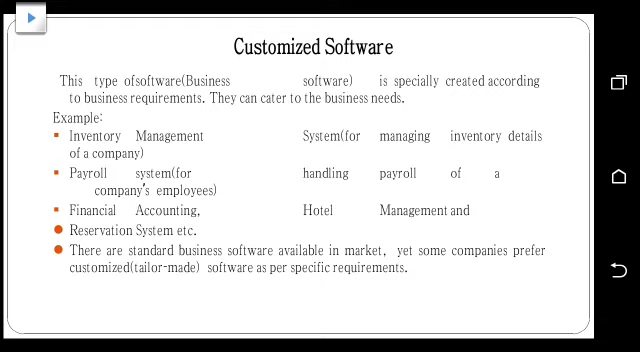 Customized Software
This type ofsoftware(Business software) is specially created according
to business requirements. They can cater to the business needs.
Example:
Inventory Management System(for managing inventory details
of a company)
Payroll system(for handling payroll of a
company's employees)
Financial Accounting, Hotel Management and
Reservation System etc.
There are standard business software available in market, yet some companies prefer
customized(tailor-made) software as per specific requirements.